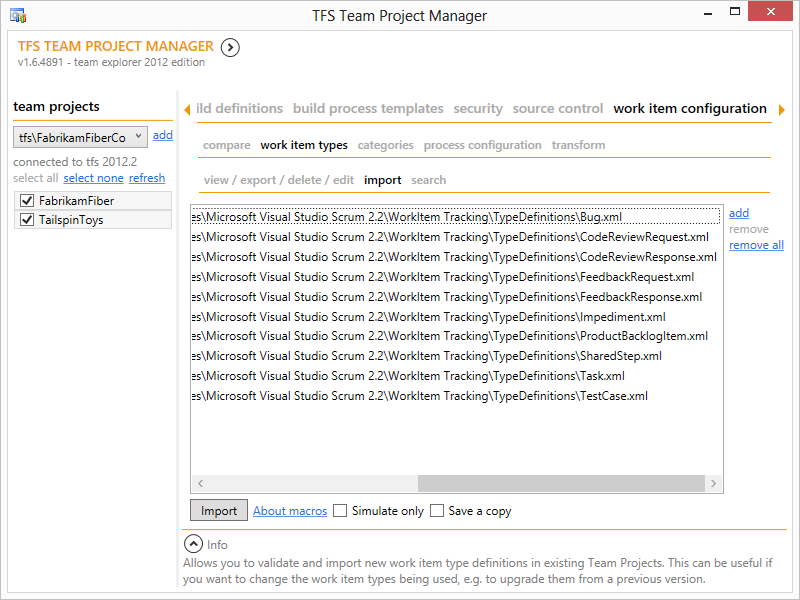 TFS Team Project Manager
TFS TEAM PROJECT MANAGER
v1.6.4891 - team explorer 2012 edition
team projects
tfs\FabrikamFiberCo add
connected to tfs 2012.2
select all select none refresh
FabrikamFiber
TailspinToys
ild definitions build process templates security source control work item configuration
compare work item types categories process configuration transform
view / export / delete / edit import search
es\Microsoft Visual Studio Scrum 2.2\WorkItem Tracking\TypeDefinitions\Bug.xml
es\Microsoft Visual Studio Scrum 2.2\WorkItem Tracking\TypeDefinitions\CodeReviewRequest.xml
es\Microsoft Visual Studio Scrum 2.2\WorkItem Tracking\TypeDefinitions\CodeReviewResponse.xml
es\Microsoft Visual Studio Scrum 2.2\WorkItem Tracking\TypeDefinitions\FeedbackRequest.xml
es\Microsoft Visual Studio Scrum 2.2\WorkItem Tracking\TypeDefinitions\FeedbackResponse.xml
es\Microsoft Visual Studio Scrum 2.2\WorkItem Tracking\TypeDefinitions\Impediment.xml
es\Microsoft Visual Studio Scrum 2.2\WorkItem Tracking\TypeDefinitions\ProductBacklogItem.xml
es\Microsoft Visual Studio Scrum 2.2\WorkItem Tracking\TypeDefinitions\SharedStep.xml
es\Microsoft Visual Studio Scrum 2.2\WorkItem Tracking\TypeDefinitions\Task.xml
es\Microsoft Visual Studio Scrum 2.2\WorkItem Tracking\TypeDefinitions\TestCase.xml
add
remove
remove all
Import About macros Simulate only Save a copy
Info
Allows you to validate and import new work item type definitions in existing Team Projects. This can be useful if
you want to change the work item types being used, e.g. to upgrade them from a previous version.